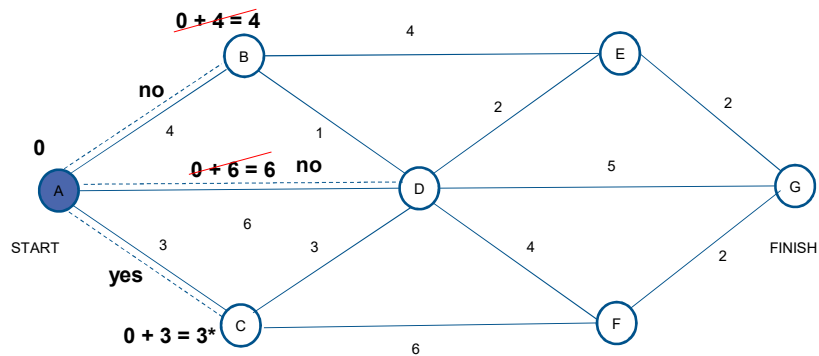 0 + 4 = 4
4
B
E
no
2
2
4
1
0
0 + 6 = 6 no
5
A
D
G
6
START
3
3
4
FINISH
2
yes
C
F
0 + 3 = 3*
6